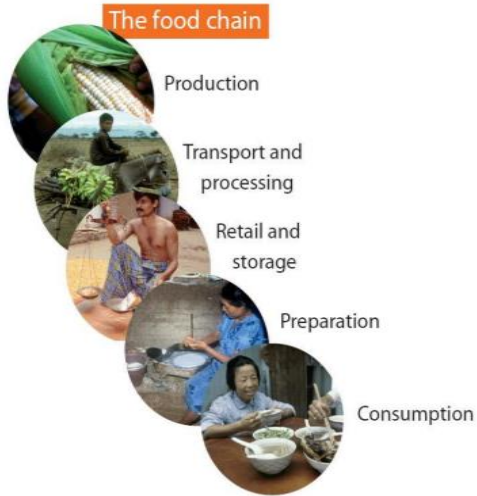 The food chain
Production
Transport and
processing
Retail and
storage
Preparation
Consumption